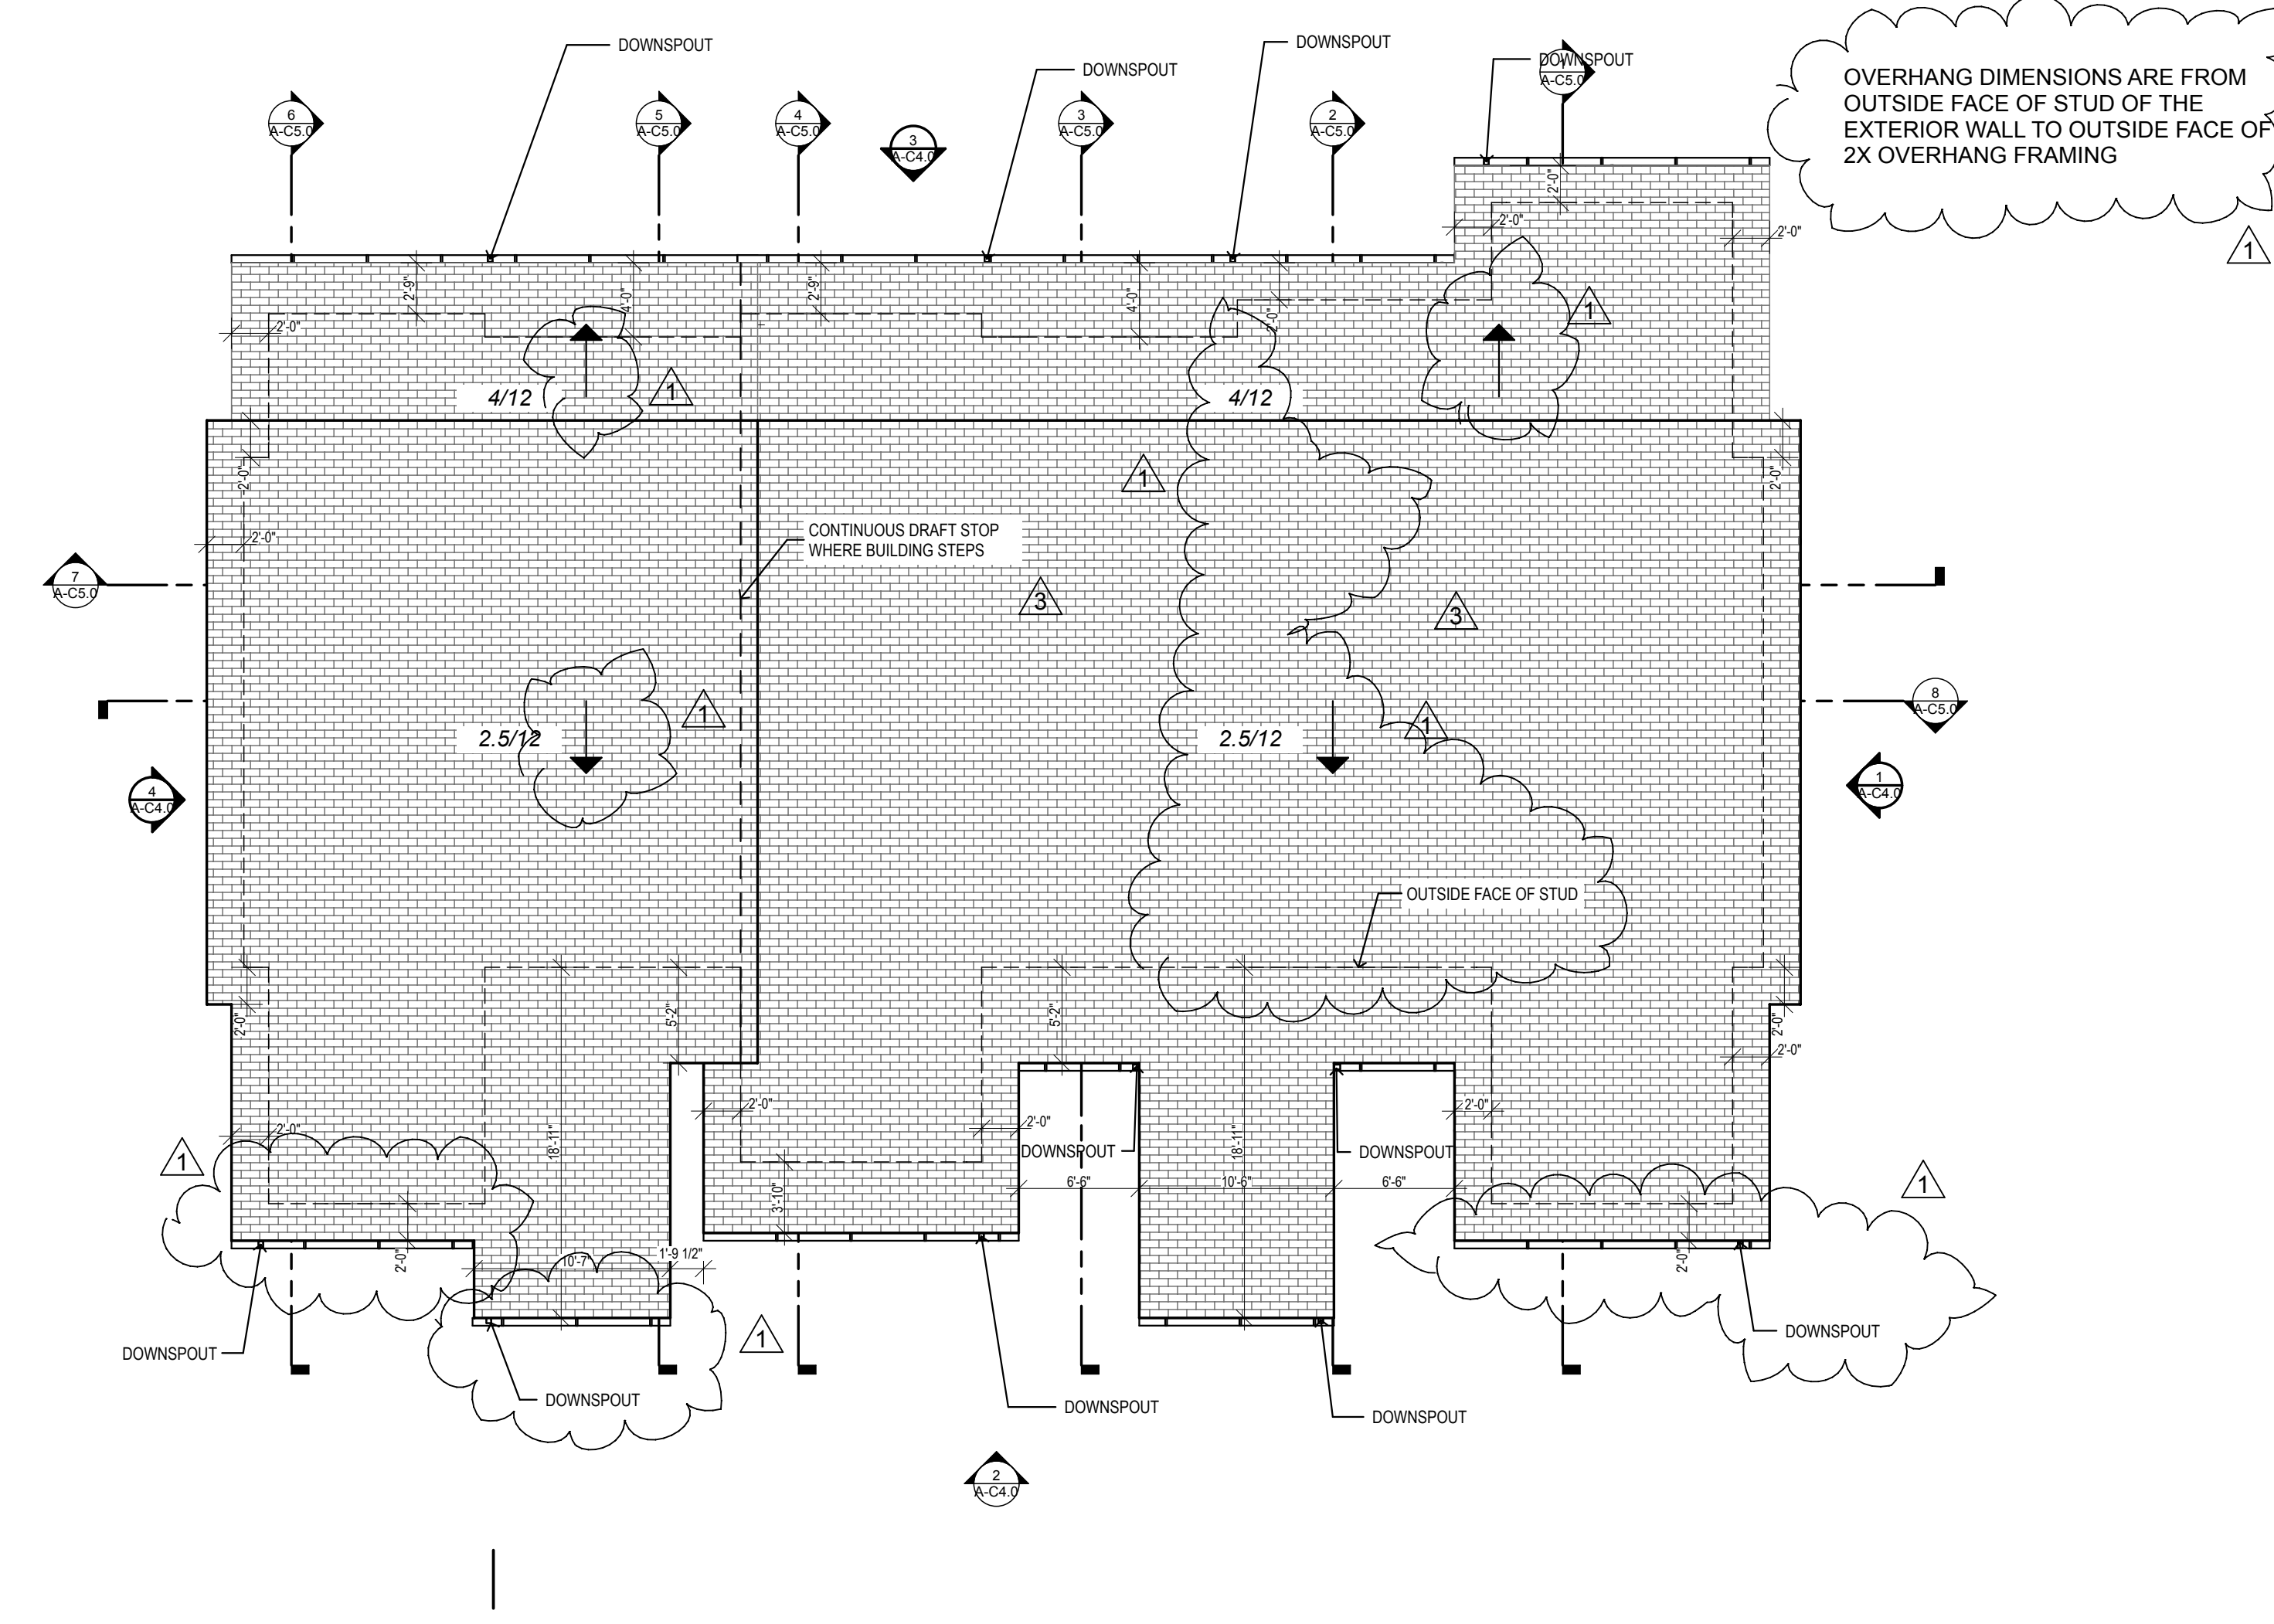 DOWNSPOUT
DOWNSPOUT
DOWNSPOUT
DOWNSPOUT
OVERHANG DIMENSIONS ARE FROM
OUTSIDE FACE OF STUD OF THE
EXTERIOR WALL TO OUTSIDE FACE OF
2X OVERHANG FRAMING
1
6
A-C5.0
5
A-C5.0
4
A-C5.0
3
A-C4.0
3
A-C5.0
2
A-C5.0
A-C5.0
2'-0"
2'-0"
2'-0"
2'-9"
4'-0"
2'-9"
4'-0"
2'-0"
2'-0"
1
1
4/12
4/12
2'-0"
2'-0"
1
2'-0"
CONTINUOUS DRAFT STOP
WHERE BUILDING STEPS
7
A-C5.0
3
3
8
A-C5.0
1
1
2.5/12
2.5/12
4
A-C4.0
1
A-C4.0
OUTSIDE FACE OF STUD
2'-0"
5'-2"
5'-2"
2'-0"
2'-0"
2'-0"
2'-0"
2'-0"
2'-0"
18'-11"
18'-11"
DOWNSPOUT
DOWNSPOUT
1
1
3'-10"
6'-6"
10'-6"
6'-6"
2'-0"
10'-7"
1'-9 1/2"
2'-0"
1
DOWNSPOUT
DOWNSPOUT
DOWNSPOUT
DOWNSPOUT
DOWNSPOUT
2
A-C4.0